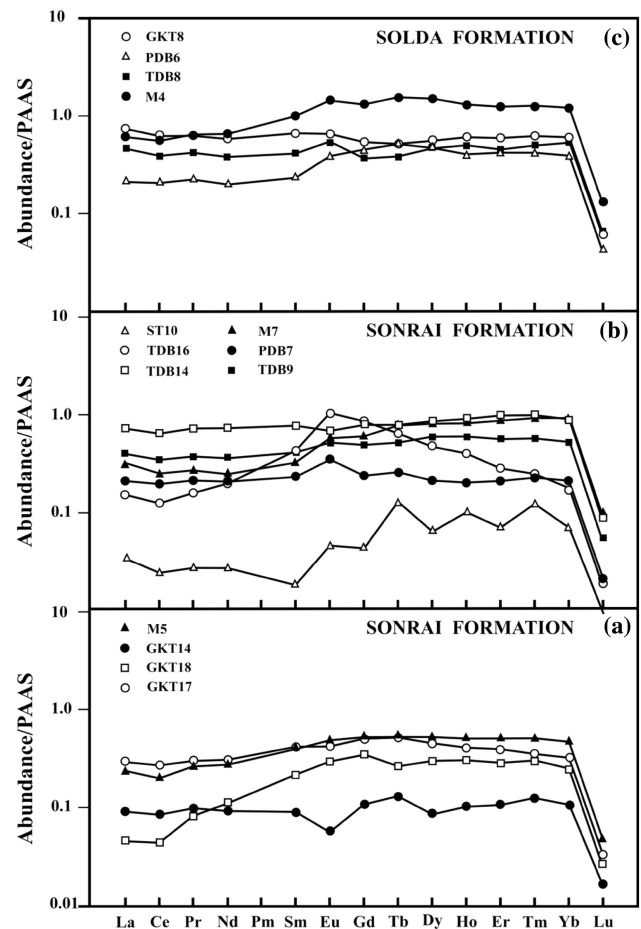 10
SOLDA FORMATION (c)
GKT8
PDB6
TDB8
M4
1.0
0.1
Abundance/PAAS
10
SONRAI FORMATION (b)
ST10 M7
TDB16 PDB7
TDB14 TDB9
1.0
0.1
Abundance/PAAS
10
SONRAI FORMATION (a)
M5
GKT14
GKT18
GKT17
1.0
0.1
0.01
Abundance/PAAS
La Ce Pr Nd Pm Sm Eu Gd Tb Dy Ho Er Tm Yb Lu